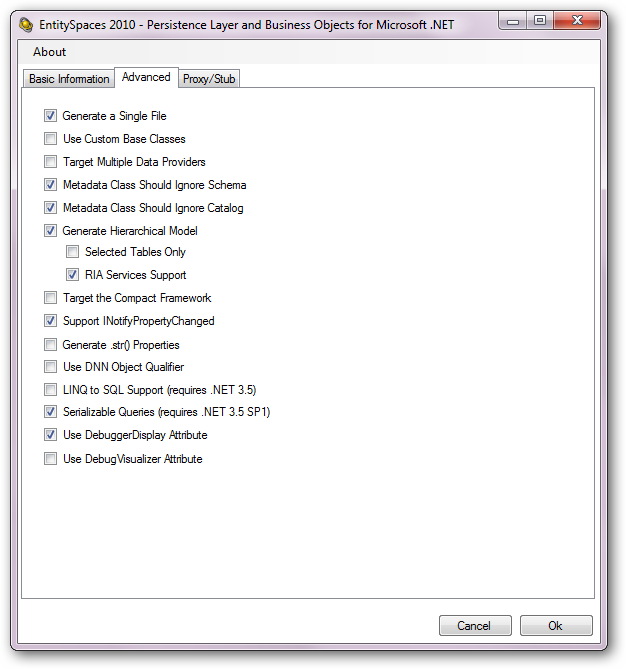 EntitySpaces 2010 - Persistence Layer and Business Objects for Microsoft .NET
About
Basic Information Advanced Proxy/Stub
Generate a Single File
Use Custom Base Classes
Target Multiple Data Providers
Metadata Class Should Ignore Schema
Metadata Class Should Ignore Catalog
Generate Hierarchical Model
Selected Tables Only
RIA Services Support
Target the Compact Framework
Support INotifyPropertyChanged
Generate .str() Properties
Use DNN Object Qualifier
LINQ to SQL Support (requires .NET 3.5)
Serializable Queries (requires .NET 3.5 SP1)
Use DebuggerDisplay Attribute
Use DebugVisualizer Attribute
Cancel Ok